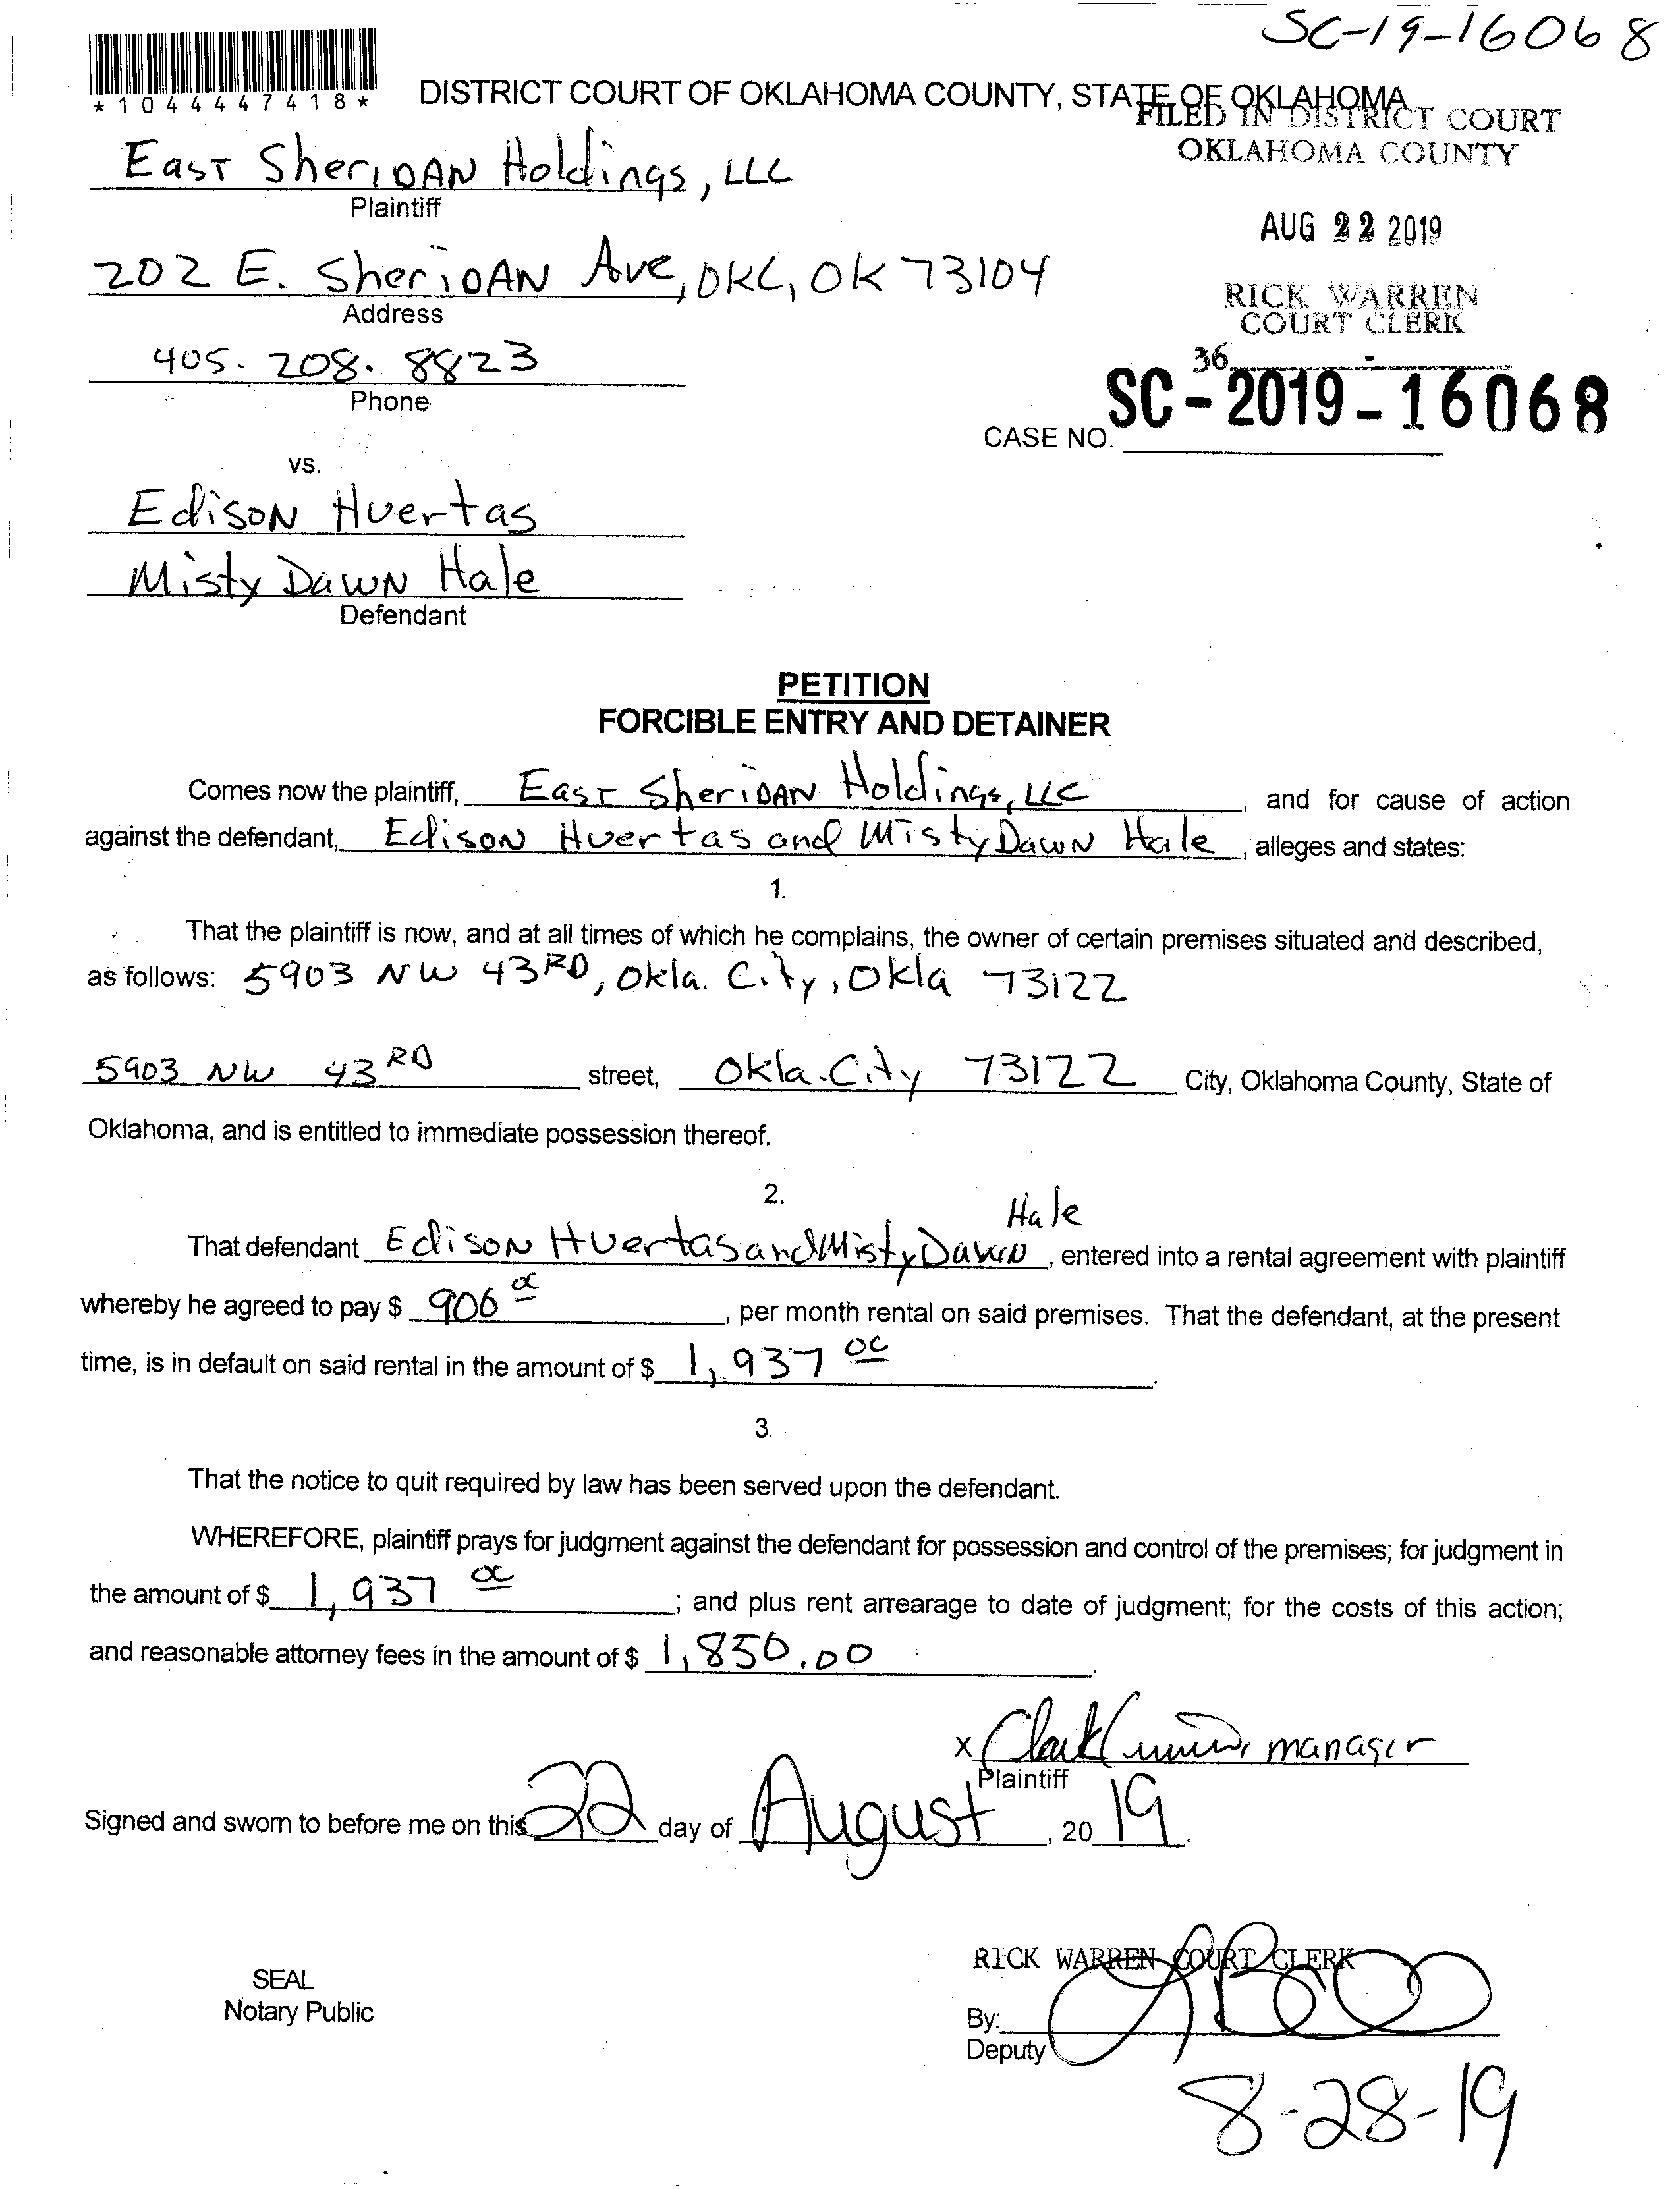 SC-19-16068
*1044447418*
DISTRICT COURT OF OKLAHOMA COUNTY, STATE OF OKLAHOMA
FILED IN DISTRICT COURT
OKLAHOMA COUNTY
East Sheridan Holdings, LLC
Plaintiff
AUG 22 2019
202 E. Sheridan Ave, OKC, OK 73104
Address
RICK WARREN
COURT CLERK
405. 208. 8823
36
Phone
SC-2019-16068
CASE NO.
vs.
Edison Huertas
Misty Dawn Hale
Defendant
PETITION
FORCIBLE ENTRY AND DETAINER
Comes now the plaintiff, East Sheridan Holdings, LLC, and for cause of action
against the defendant, Edison Huertas and Misty Dawn Hale, alleges and states:
1.
That the plaintiff is now, and at all times of which he complains, the owner of certain premises situated and described,
as follows: 5903 NW 43RD, Okla. City, Okla 73122
5903 NW 43RD street, Okla. City 73122 City, Oklahoma County, State of
Oklahoma, and is entitled to immediate possession thereof.
2.
Hale
That defendant Edison Huertas and Misty Dawn, entered into a rental agreement with plaintiff
whereby he agreed to pay $ 906 00, per month rental on said premises. That the defendant, at the present
time, is in default on said rental in the amount of $ 1,937 00.
3.
That the notice to quit required by law has been served upon the defendant.
WHEREFORE, plaintiff prays for judgment against the defendant for possession and control of the premises; for judgment in
the amount of $ 1,937 00; and plus rent arrearage to date of judgment; for the costs of this action;
and reasonable attorney fees in the amount of $ 1,850.00.
x Clark manager
Plaintiff
Signed and sworn to before me on this 22 day of August, 2019.
RICK WARREN COURT CLERK
SEAL
Notary Public
By:
Deputy
8-28-19